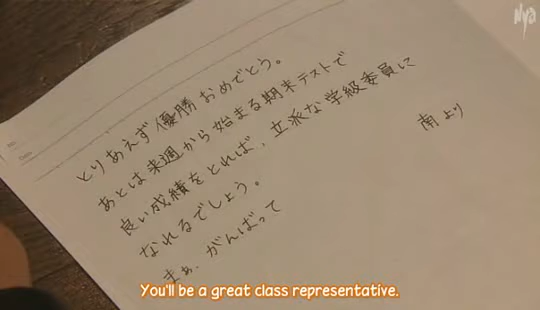 Nya
とりあえず優勝おめでとう。
あとは来週から始まる期末テストで
良い成績をとれば、立派な学級委員に
なれるでしょう。
まぁ、がんばって
南より
You'll be a great class representative.